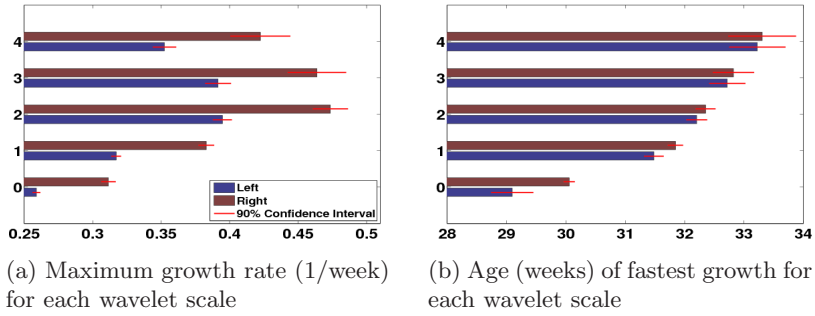 4
3
2
1
0
Left
Right
90% Confidence Interval
0.25 0.3 0.35 0.4 0.45 0.5
(a) Maximum growth rate (1/week)
for each wavelet scale
4
3
2
1
0
28 29 30 31 32 33 34
(b) Age (weeks) of fastest growth for
each wavelet scale